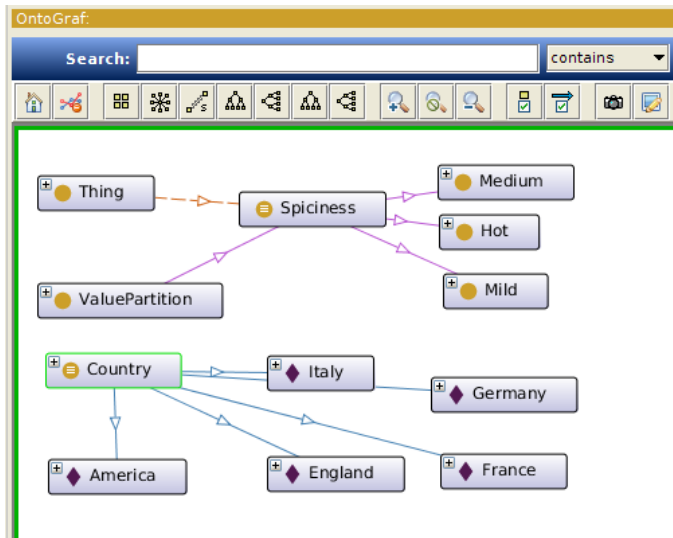 OntoGraf:
Search:
contains
Thing
Spiciness
Medium
Hot
Mild
ValuePartition
Country
Italy
Germany
America
England
France